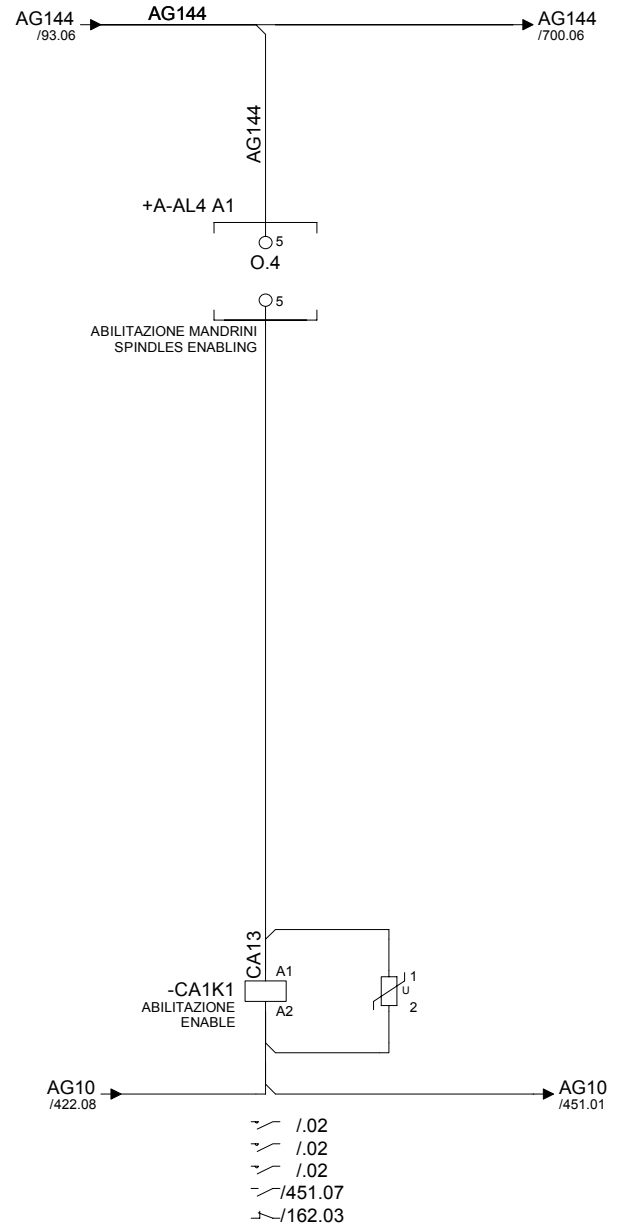 AG144 AG144 AG144
/93.06 /700.06
AG144
+A-AL4 A1
5
O.4
5
ABILITAZIONE MANDRINI
SPINDLES ENABLING
CA13
A1 1
-CA1K1 U
ABILITAZIONE A2 2
ENABLE
AG10 AG10
/422.08 /451.01
/.02
/.02
/.02
/451.07
/162.03